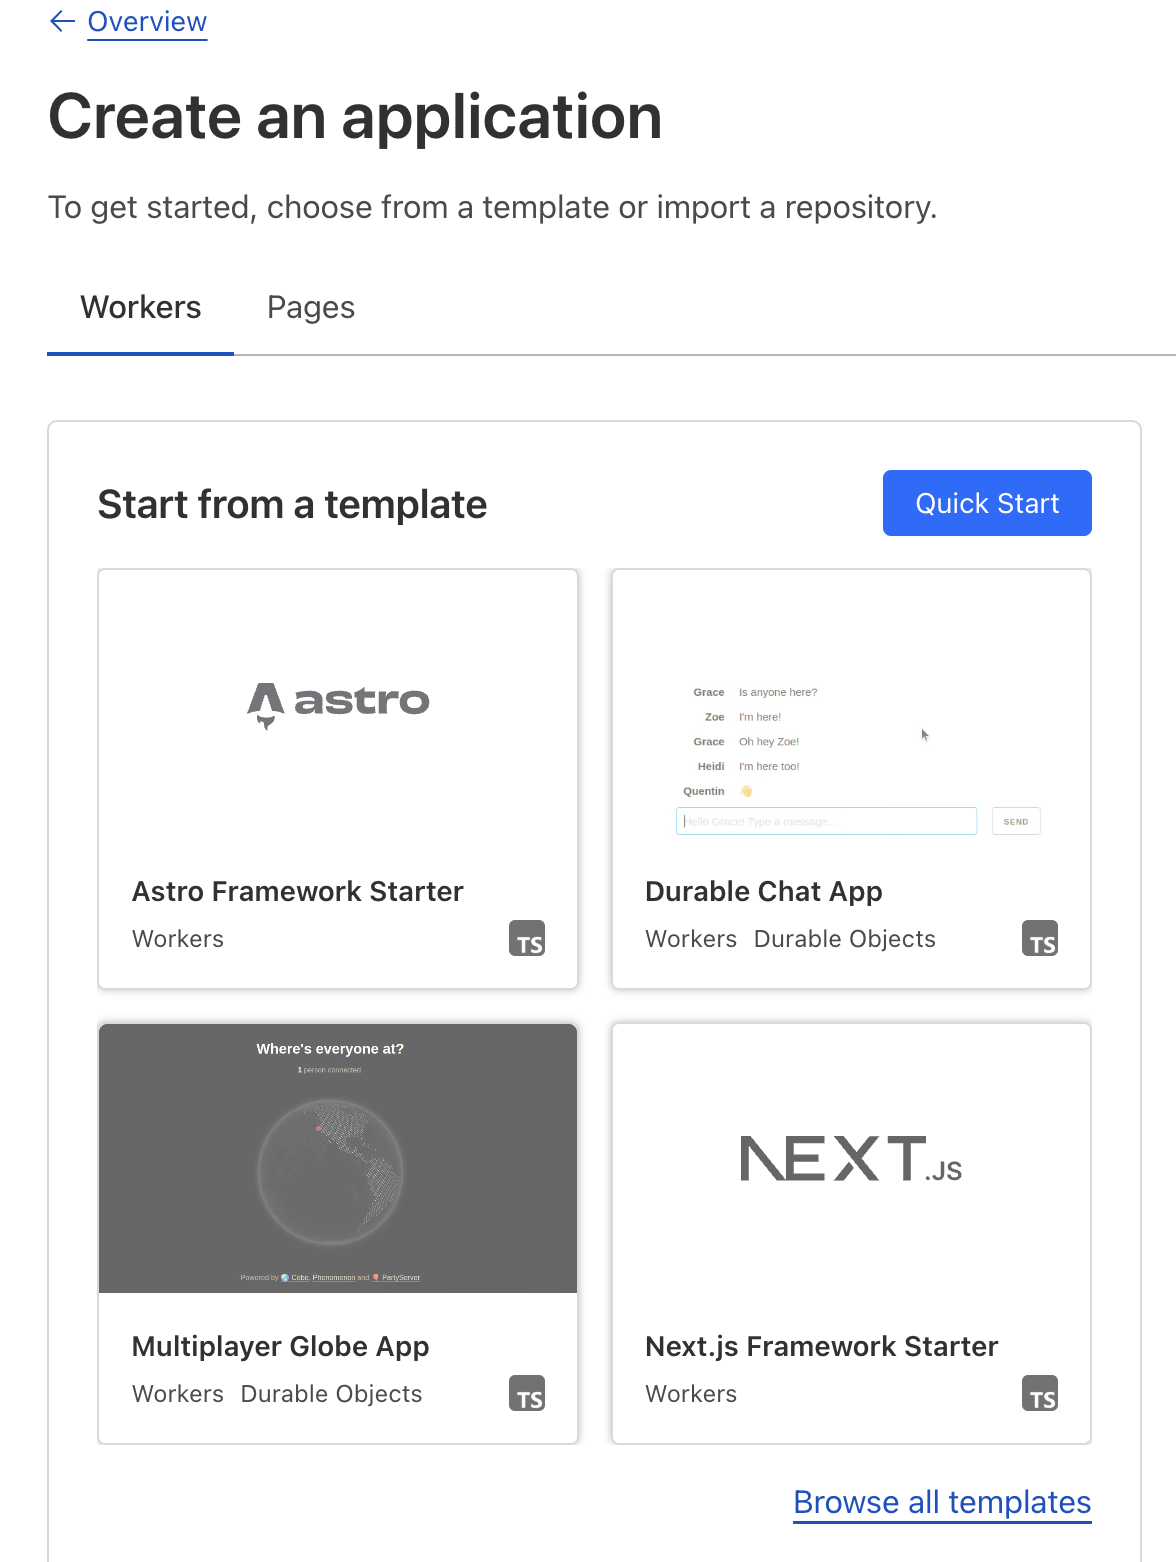 ← Overview
Create an application
To get started, choose from a template or import a repository.
Workers Pages
Start from a template Quick Start
astro
Grace Is anyone here?
Zoe I'm here!
Grace Oh hey Zoe!
Heidi I'm here too!
Quentin 👋
Hello Grace! Type a message... SEND
Astro Framework Starter
Workers TS
Durable Chat App
Workers Durable Objects TS
Where's everyone at?
1 person connected.
Powered by 🌏 Cobe, Phenomenon and 🎈 PartyServer
NEXT.JS
Multiplayer Globe App
Workers Durable Objects TS
Next.js Framework Starter
Workers TS
Browse all templates